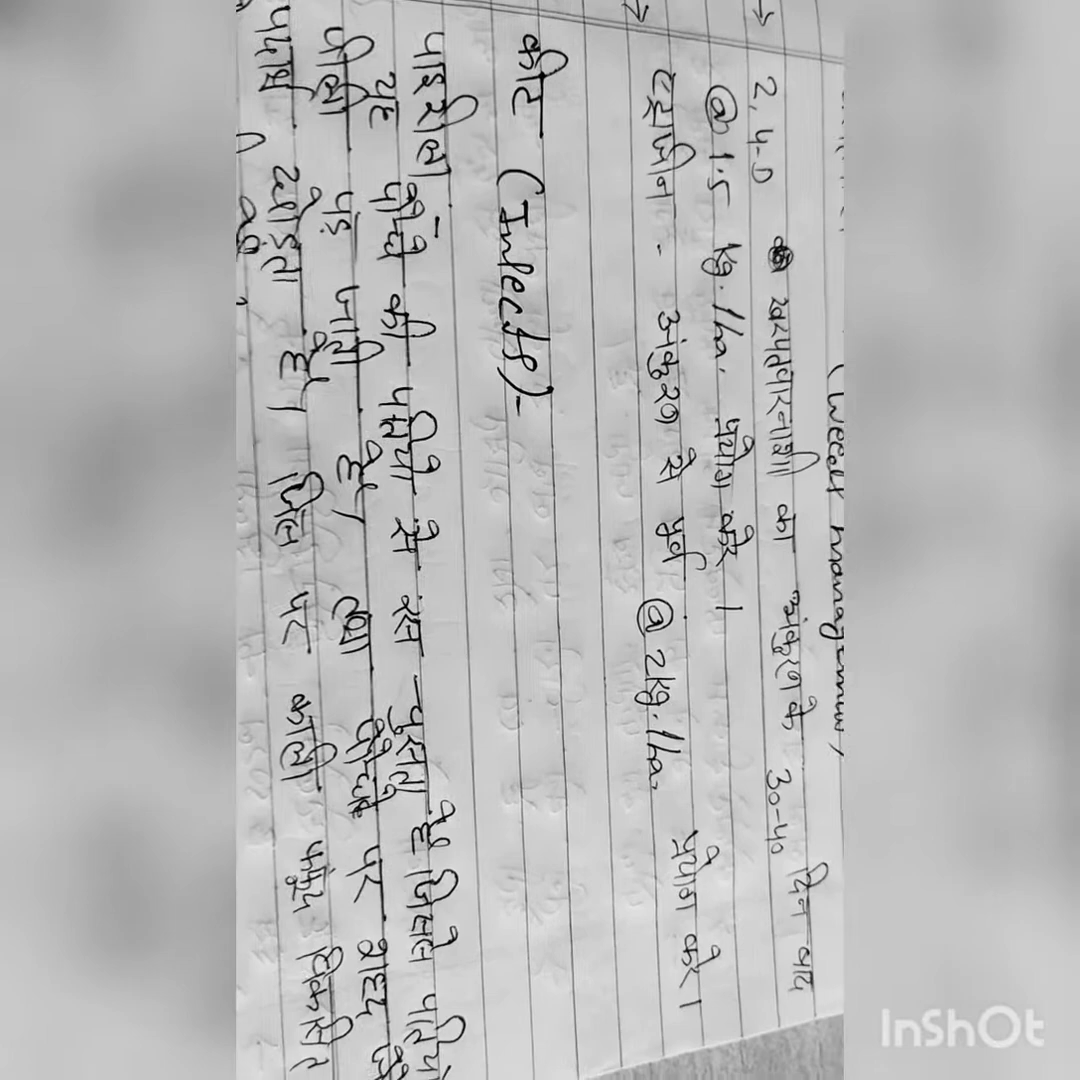 (Weed management)
→ 2,4-D खरपतवारनाशी का अंकुरण के 30-40 दिन बाद
@ 1.5 kg./ha. प्रयोग करे।
→ ट्राजीन - अंकुरण से पूर्व @ 2kg./ha. प्रयोग करे।
कीट (Insects)-
पाइरीला -
यह पौधे की पत्तियो से रस चुसता है जिससे पत्तियो
पीली पड़ जाती है, तथा पौधे पर शहद
पदार्थ छोड़ता है। जिस पर काली फफूंद विकसित
InShOt